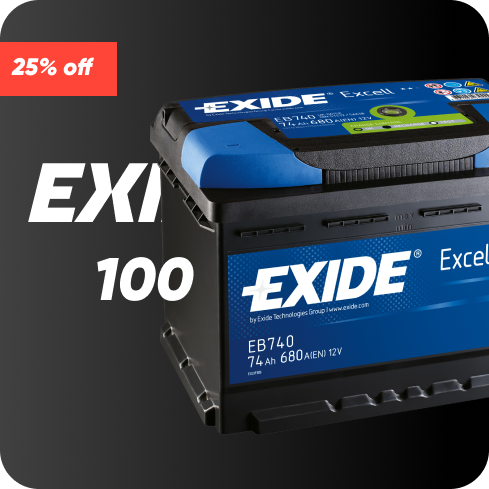 25% off
EXIDE Excell
EB740
74Ah 680A(EN) 12V
EXI
100
EXIDE® Excel
by Exide Technologies Group | www.exide.com
EB740
74Ah 680A(EN) 12V